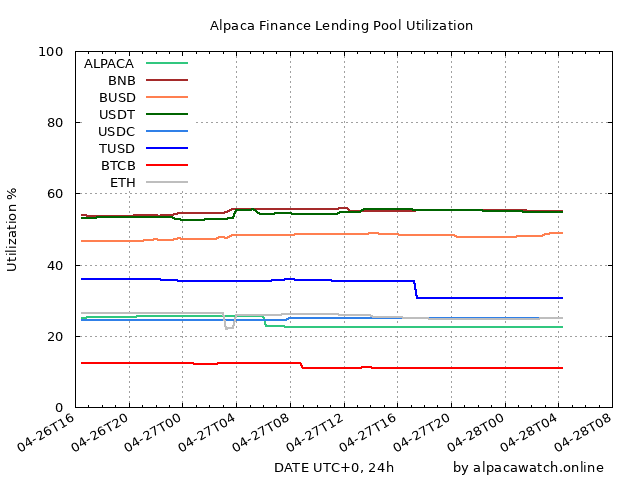 Alpaca Finance Lending Pool Utilization
100
80
60
40
20
0
Utilization %
ALPACA
BNB
BUSD
USDT
USDC
TUSD
BTCB
ETH
04-26T16
04-26T20
04-27T00
04-27T04
04-27T08
04-27T12
04-27T16
04-27T20
04-28T00
04-28T04
04-28T08
DATE UTC+0, 24h
by alpacawatch.online